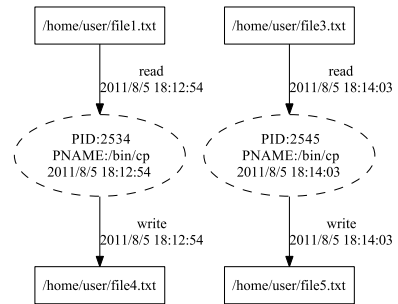 /home/user/file1.txt
/home/user/file3.txt
read
2011/8/5 18:12:54
read
2011/8/5 18:14:03
PID:2534
PNAME:/bin/cp
2011/8/5 18:12:54
PID:2545
PNAME:/bin/cp
2011/8/5 18:14:03
write
2011/8/5 18:12:54
write
2011/8/5 18:14:03
/home/user/file4.txt
/home/user/file5.txt